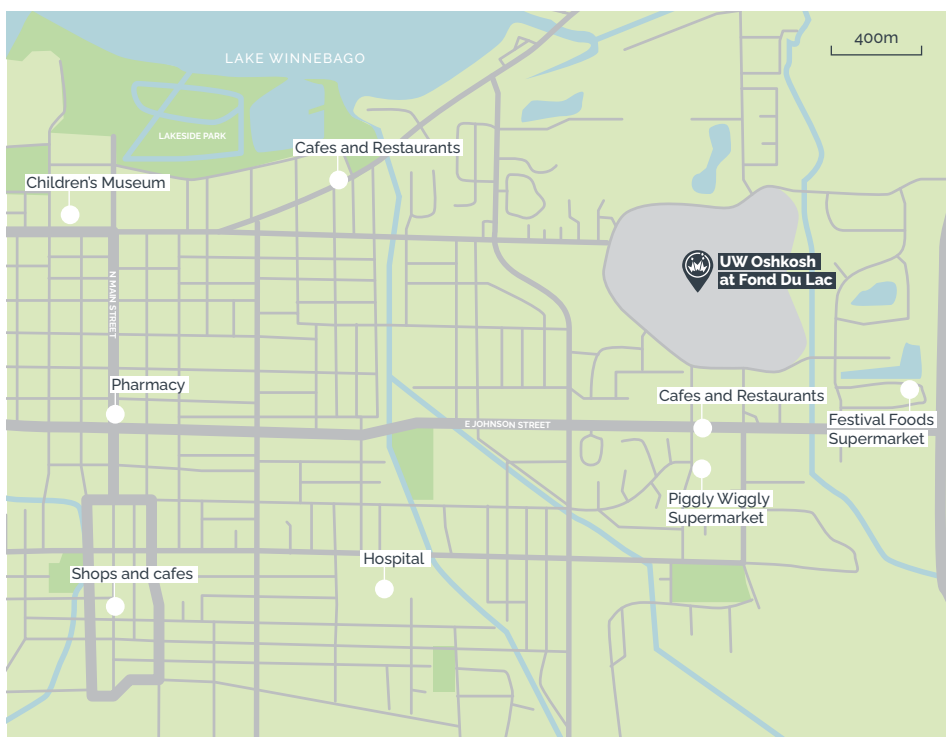 400m
LAKE WINNEBAGO
LAKESIDE PARK
Cafes and Restaurants
Children's Museum
UW Oshkosh
at Fond Du Lac
N MAIN STREET
Pharmacy
Cafes and Restaurants
Festival Foods
Supermarket
E JOHNSON STREET
Piggly Wiggly
Supermarket
Hospital
Shops and cafes